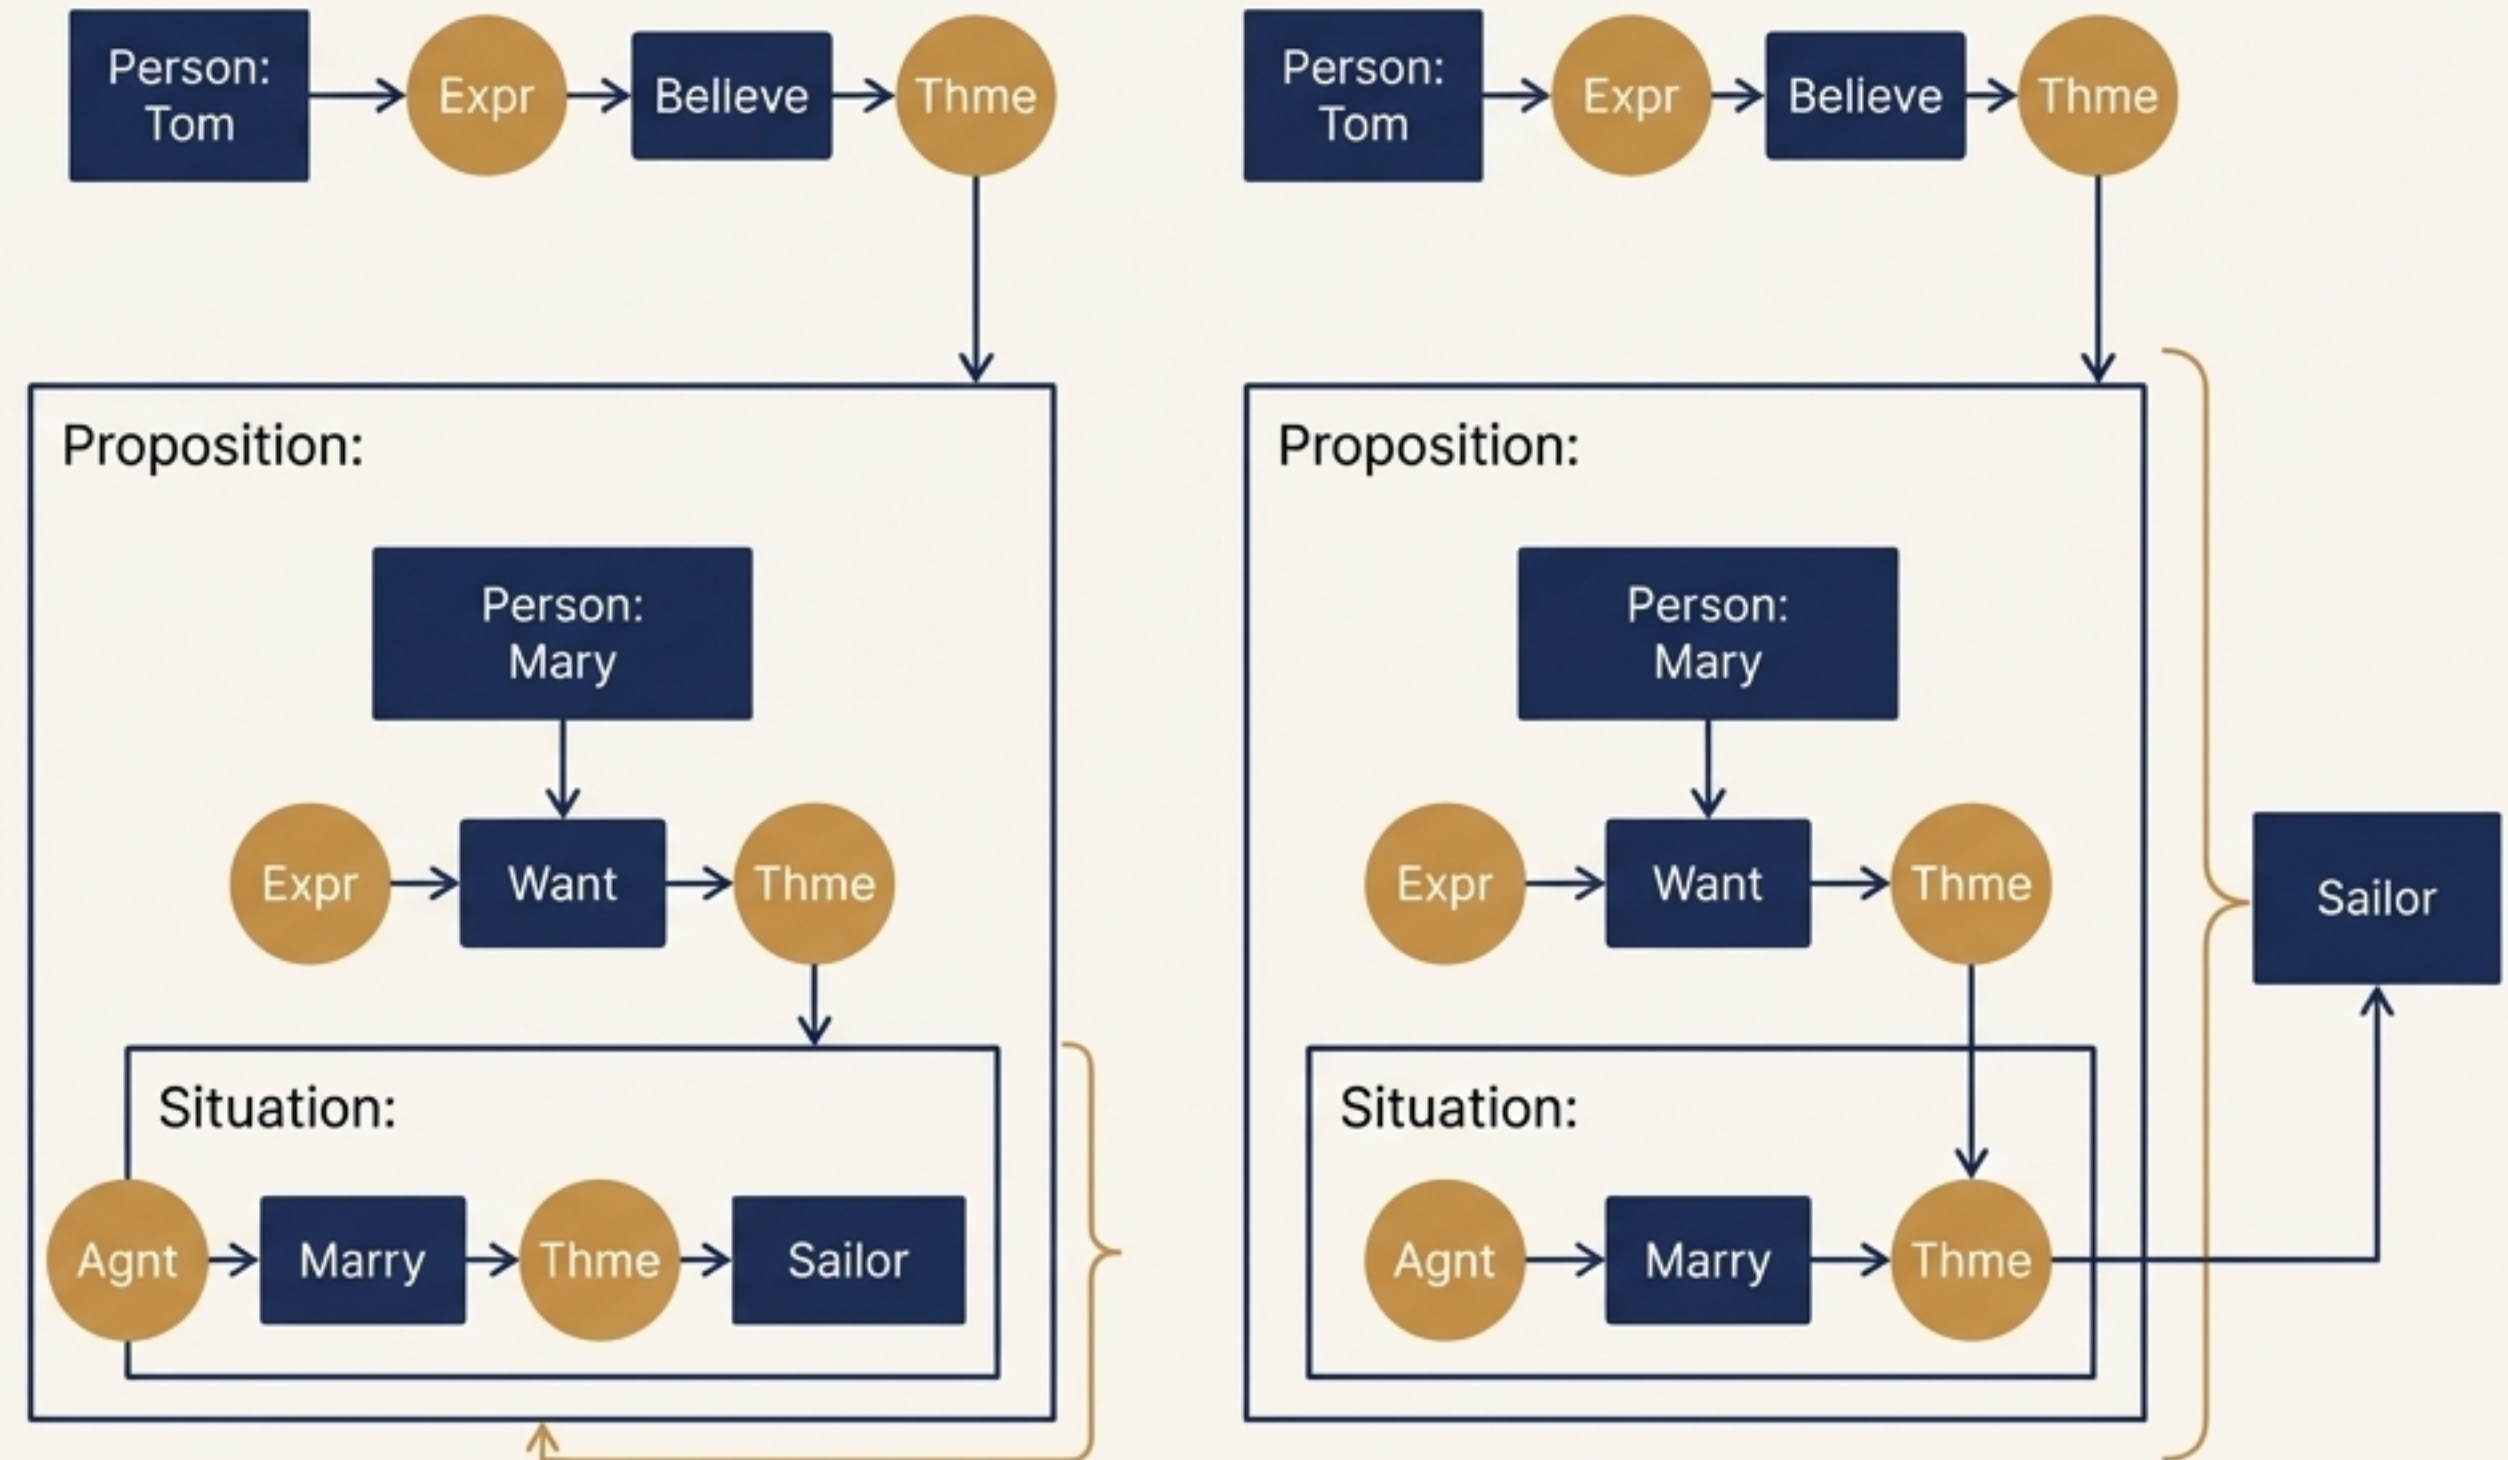 Person:
Tom
Expr
Believe
Thme
Proposition:
Person:
Mary
Expr
Want
Thme
Situation:
Agnt
Marry
Thme
Sailor
Person:
Tom
Expr
Believe
Thme
Proposition:
Person:
Mary
Expr
Want
Thme
Situation:
Agnt
Marry
Thme
Sailor